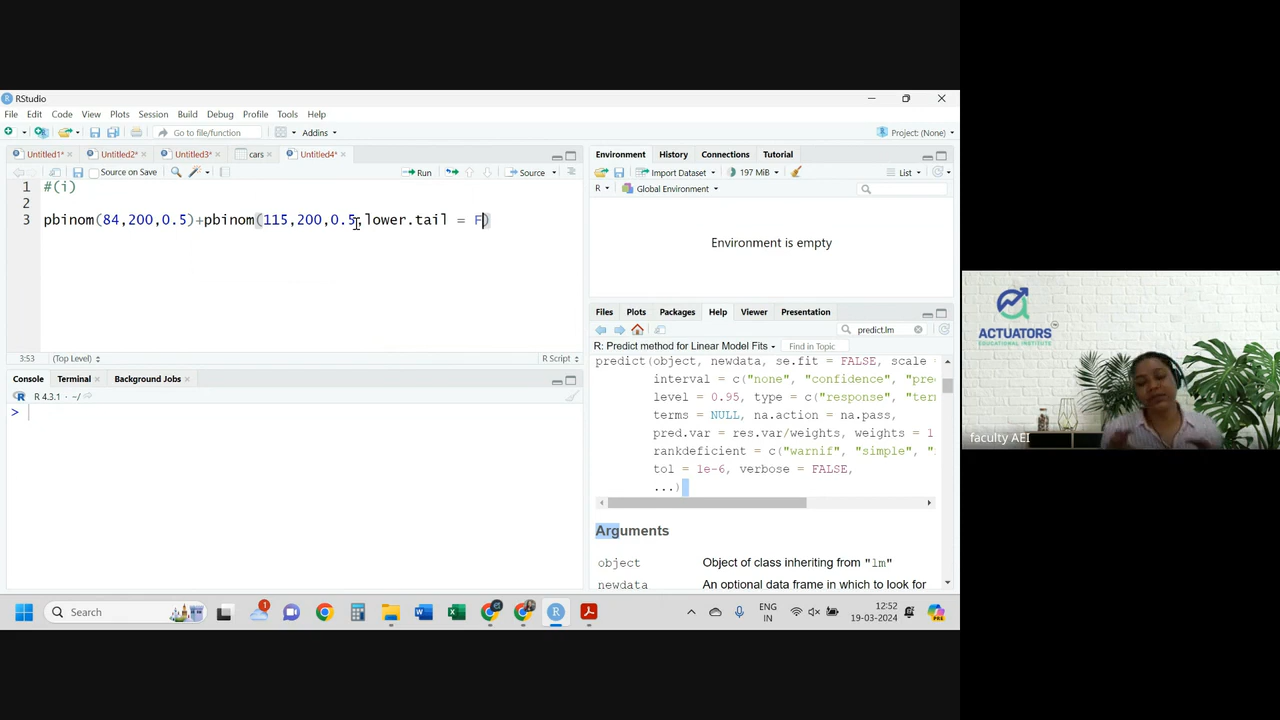 RStudio
File Edit Code View Plots Session Build Debug Profile Tools Help
Go to file/function Addins Project: (None)
Untitled1* Untitled2* Untitled3* cars Untitled4*
Source on Save Run Source
1 #(i)
2
3 pbinom(84,200,0.5)+pbinom(115,200,0.5,lower.tail = F)
3:53 (Top Level) R Script
Console Terminal Background Jobs
R 4.3.1 · ~/
>
Environment History Connections Tutorial
Import Dataset 197 MiB List
R Global Environment
Environment is empty
Files Plots Packages Help Viewer Presentation
predict.lm
R: Predict method for Linear Model Fits Find in Topic
predict(object, newdata, se.fit = FALSE, scale =
interval = c("none", "confidence", "pre
level = 0.95, type = c("response", "ter
terms = NULL, na.action = na.pass,
pred.var = res.var/weights, weights = 1
rankdeficient = c("warnif", "simple", "
tol = 1e-6, verbose = FALSE,
...)
Arguments
object Object of class inheriting from "lm"
newdata An optional data frame in which to look for
Search
1
ENG
IN
12:52
19-03-2024
PRE
ACTUATORS
EDUCATIONAL INSTITUTE
TM
faculty AEI